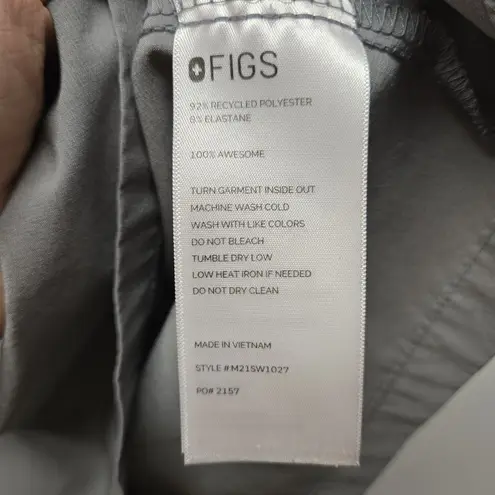 FIGS
92% RECYCLED POLYESTER
8% ELASTANE
100% AWESOME
TURN GARMENT INSIDE OUT
MACHINE WASH COLD
WASH WITH LIKE COLORS
DO NOT BLEACH
TUMBLE DRY LOW
LOW HEAT IRON IF NEEDED
DO NOT DRY CLEAN
MADE IN VIETNAM
STYLE # M21SW1027
PO# 2157